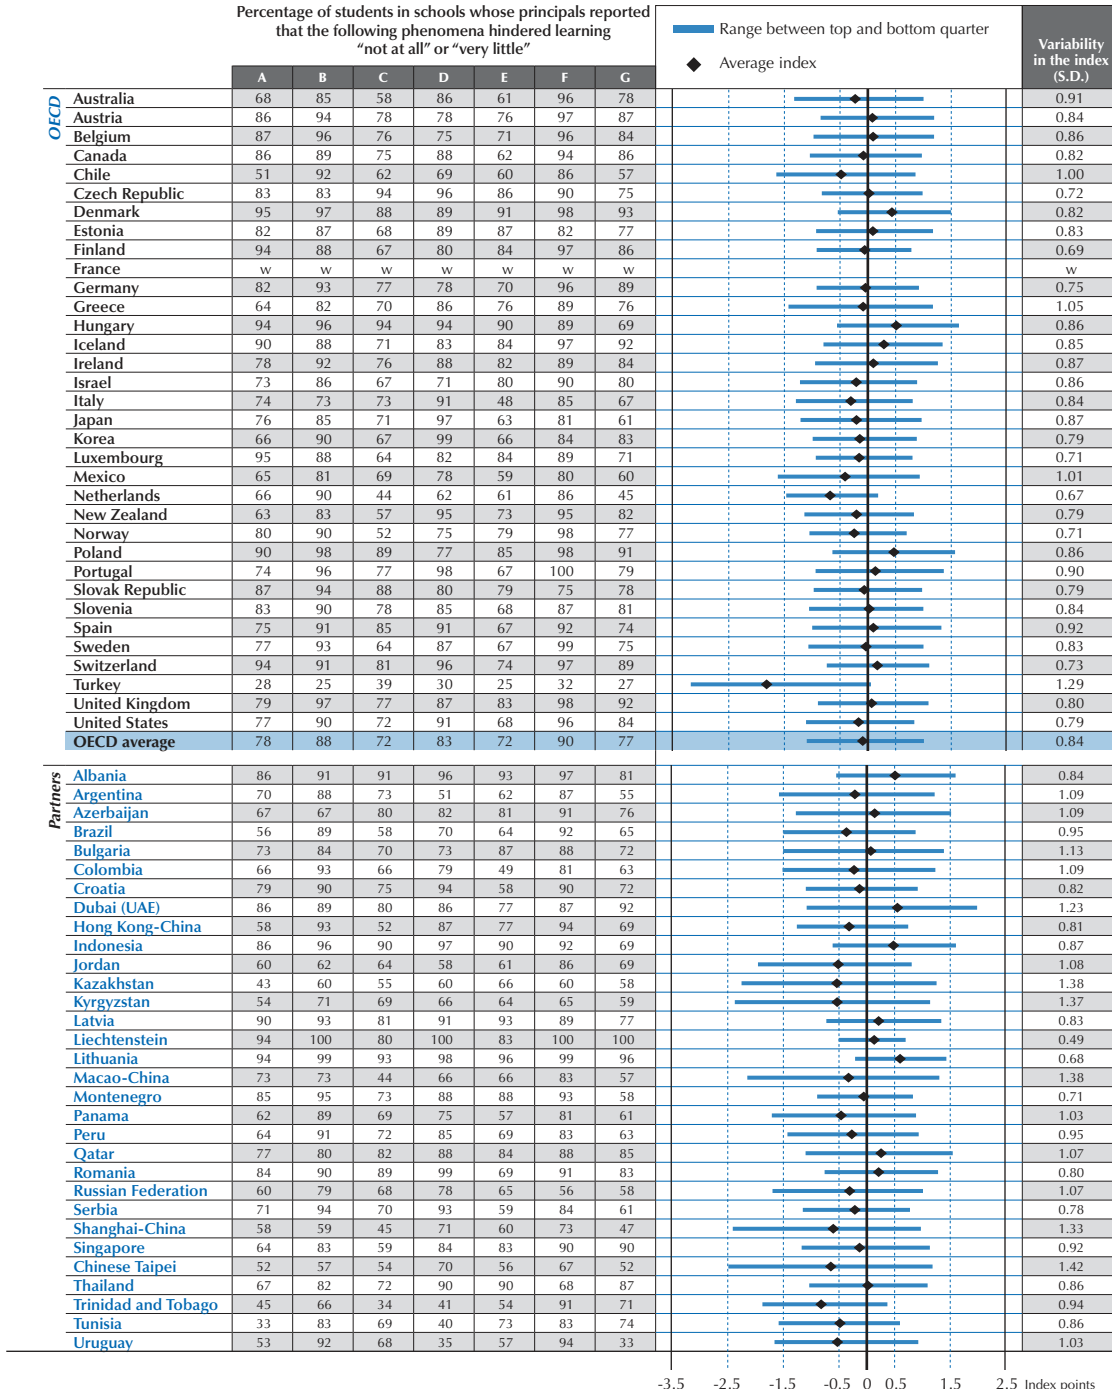 Percentage of students in schools whose principals reported
that the following phenomena hindered learning
“not at all” or “very little”
Range between top and bottom quarter
Average index
Variability
in the index
(S.D.)
A B C D E F G
OECD
Australia 68 85 58 86 61 96 78 0.91
Austria 86 94 78 78 76 97 87 0.84
Belgium 87 96 76 75 71 96 84 0.86
Canada 86 89 75 88 62 94 86 0.82
Chile 51 92 62 69 60 86 57 1.00
Czech Republic 83 83 94 96 86 90 75 0.72
Denmark 95 97 88 89 91 98 93 0.82
Estonia 82 87 68 89 87 82 77 0.83
Finland 94 88 67 80 84 97 86 0.69
France w w w w w w w w
Germany 82 93 77 78 70 96 89 0.75
Greece 64 82 70 86 76 89 76 1.05
Hungary 94 96 94 94 90 89 69 0.86
Iceland 90 88 71 83 84 97 92 0.85
Ireland 78 92 76 88 82 89 84 0.87
Israel 73 86 67 71 80 90 80 0.86
Italy 74 73 73 91 48 85 67 0.84
Japan 76 85 71 97 63 81 61 0.87
Korea 66 90 67 99 66 84 83 0.79
Luxembourg 95 88 64 82 84 89 71 0.71
Mexico 65 81 69 78 59 80 60 1.01
Netherlands 66 90 44 62 61 86 45 0.67
New Zealand 63 83 57 95 73 95 82 0.79
Norway 80 90 52 75 79 98 77 0.71
Poland 90 98 89 77 85 98 91 0.86
Portugal 74 96 77 98 67 100 79 0.90
Slovak Republic 87 94 88 80 79 75 78 0.79
Slovenia 83 90 78 85 68 87 81 0.84
Spain 75 91 85 91 67 92 74 0.92
Sweden 77 93 64 87 67 99 75 0.83
Switzerland 94 91 81 96 74 97 89 0.73
Turkey 28 25 39 30 25 32 27 1.29
United Kingdom 79 97 77 87 83 98 92 0.80
United States 77 90 72 91 68 96 84 0.79
OECD average 78 88 72 83 72 90 77 0.84
Partners
Albania 86 91 91 96 93 97 81 0.84
Argentina 70 88 73 51 62 87 55 1.09
Azerbaijan 67 67 80 82 81 91 76 1.09
Brazil 56 89 58 70 64 92 65 0.95
Bulgaria 73 84 70 73 87 88 72 1.13
Colombia 66 93 66 79 49 81 63 1.09
Croatia 79 90 75 94 58 90 72 0.82
Dubai (UAE) 86 89 80 86 77 87 92 1.23
Hong Kong-China 58 93 52 87 77 94 69 0.81
Indonesia 86 96 90 97 90 92 69 0.87
Jordan 60 62 64 58 61 86 69 1.08
Kazakhstan 43 60 55 60 66 60 58 1.38
Kyrgyzstan 54 71 69 66 64 65 59 1.37
Latvia 90 93 81 91 93 89 77 0.83
Liechtenstein 94 100 80 100 83 100 100 0.49
Lithuania 94 99 93 98 96 99 96 0.68
Macao-China 73 73 44 66 66 83 57 1.38
Montenegro 85 95 73 88 88 93 58 0.71
Panama 62 89 69 75 57 81 61 1.03
Peru 64 91 72 85 69 83 63 0.95
Qatar 77 80 82 88 84 88 85 1.07
Romania 84 90 89 99 69 91 83 0.80
Russian Federation 60 79 68 78 65 56 58 1.07
Serbia 71 94 70 93 59 84 61 0.78
Shanghai-China 58 59 45 71 60 73 47 1.33
Singapore 64 83 59 84 83 90 90 0.92
Chinese Taipei 52 57 54 70 56 67 52 1.42
Thailand 67 82 72 90 90 68 87 0.86
Trinidad and Tobago 45 66 34 41 54 91 71 0.94
Tunisia 33 83 69 40 73 83 74 0.86
Uruguay 53 92 68 35 57 94 33 1.03
-3.5 -2.5 -1.5 -0.5 0 0.5 1.5 2.5 Index points